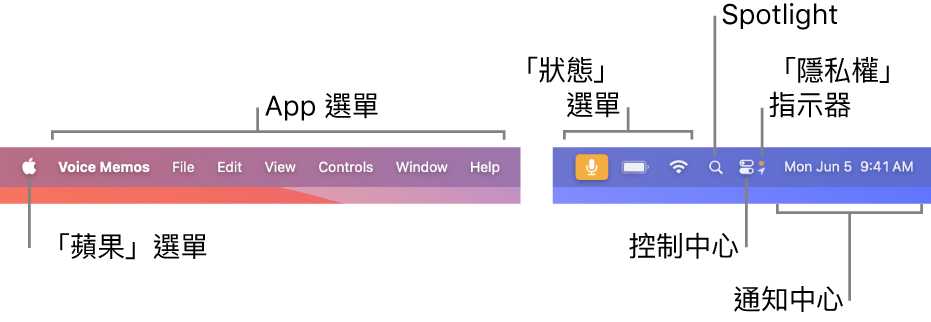 Spotlight
「狀態」
選單
「隱私權」
指示器
App 選單
Voice Memos File Edit View Controls Window Help
Mon Jun 5 9:41 AM
「蘋果」選單
控制中心
通知中心